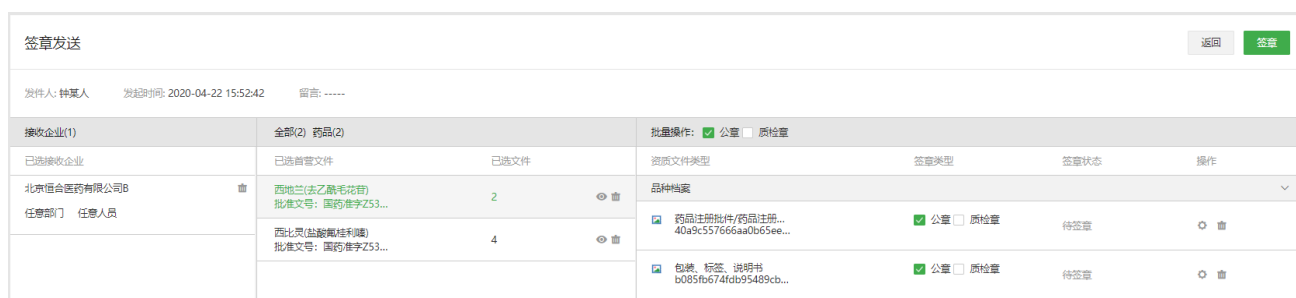 签章发送
返回 签章
发件人: 钟某人 发起时间: 2020-04-22 15:52:42 留言: -----
接收企业(1) 全部(2) 药品(2) 批量操作: 公章 质检章
已选接收企业 已选首营文件 已选文件 资质文件类型 签章类型 签章状态 操作
北京恒合医药有限公司B
任意部门 任意人员
西地兰(去乙酰毛花苷)
批准文号: 国药准字Z53...
2
西比灵(盐酸氟桂利嗪)
批准文号: 国药准字Z53...
4
品种档案
药品注册批件/药品注册...
40a9c557666aa0b65ee...
公章 质检章
待签章
包装、标签、说明书
b085fb674fdb95489cb...
公章 质检章
待签章